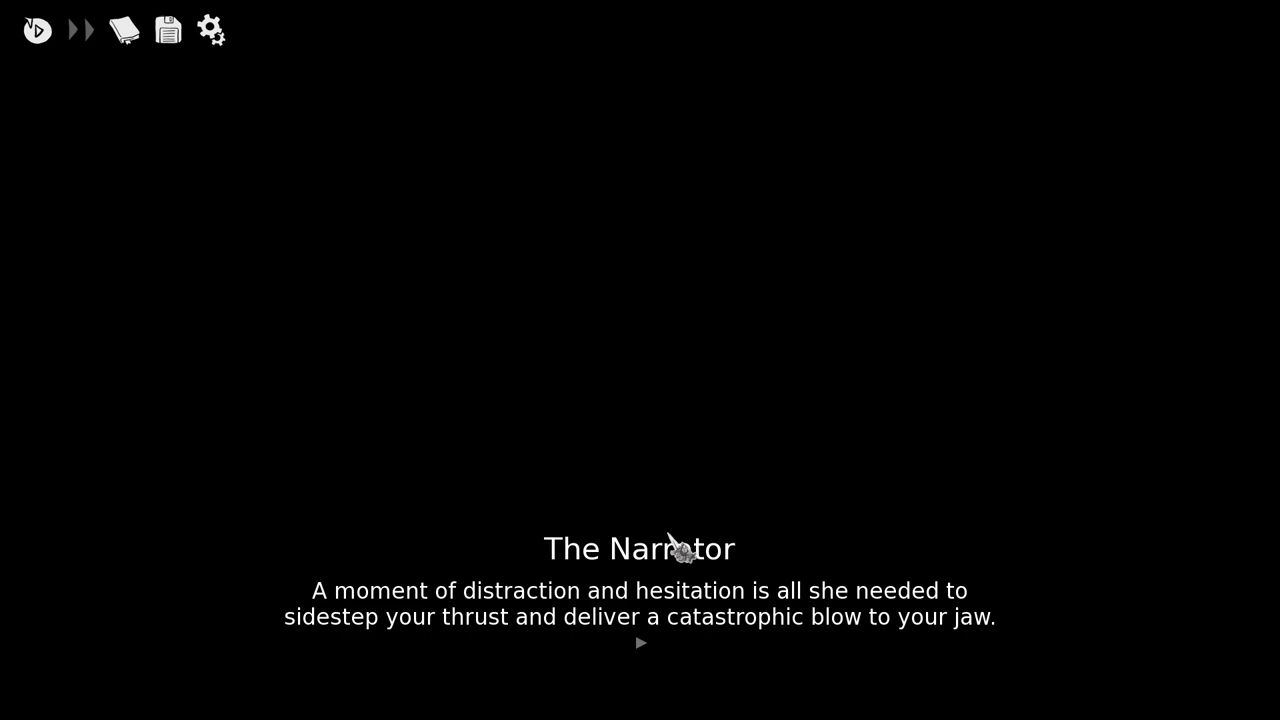 The Narrator
A moment of distraction and hesitation is all she needed to
sidestep your thrust and deliver a catastrophic blow to your jaw.